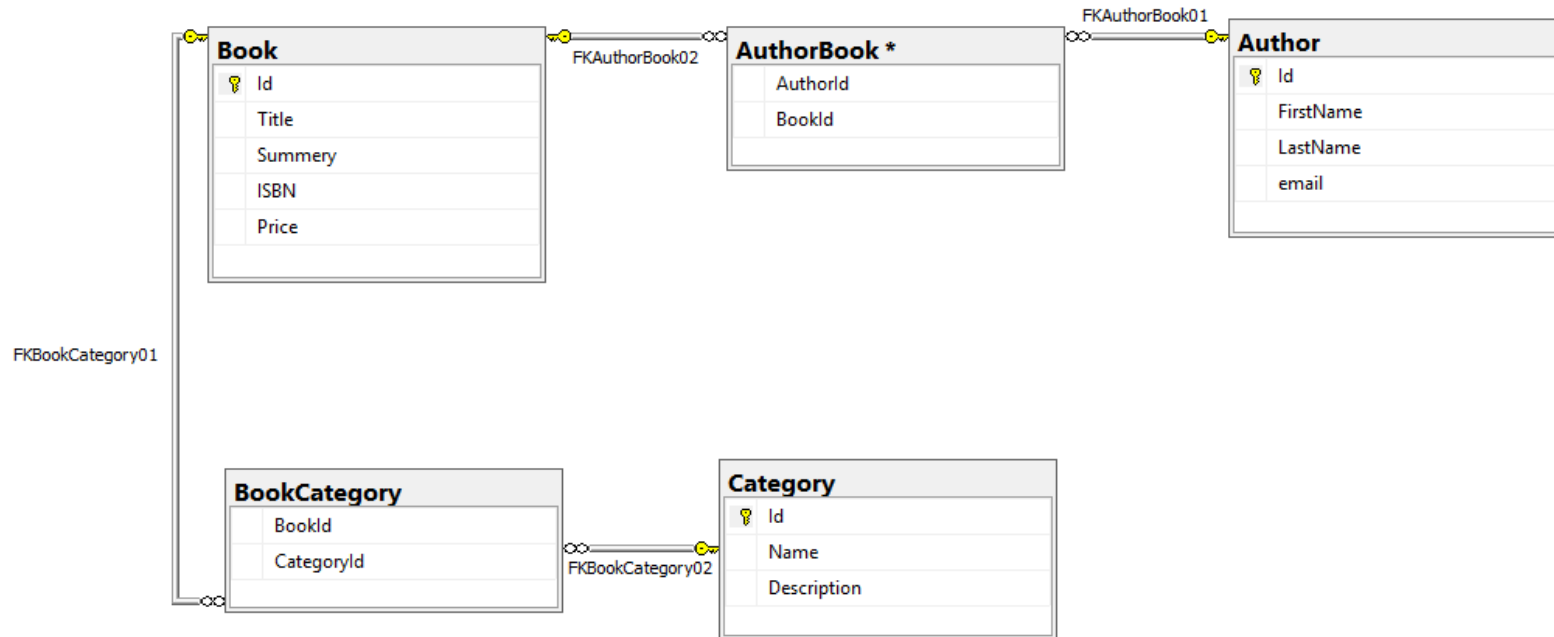 FKAuthorBook01
Book
Id
Title
Summery
ISBN
Price
FKAuthorBook02
AuthorBook *
AuthorId
BookId
Author
Id
FirstName
LastName
email
FKBookCategory01
BookCategory
BookId
CategoryId
FKBookCategory02
Category
Id
Name
Description